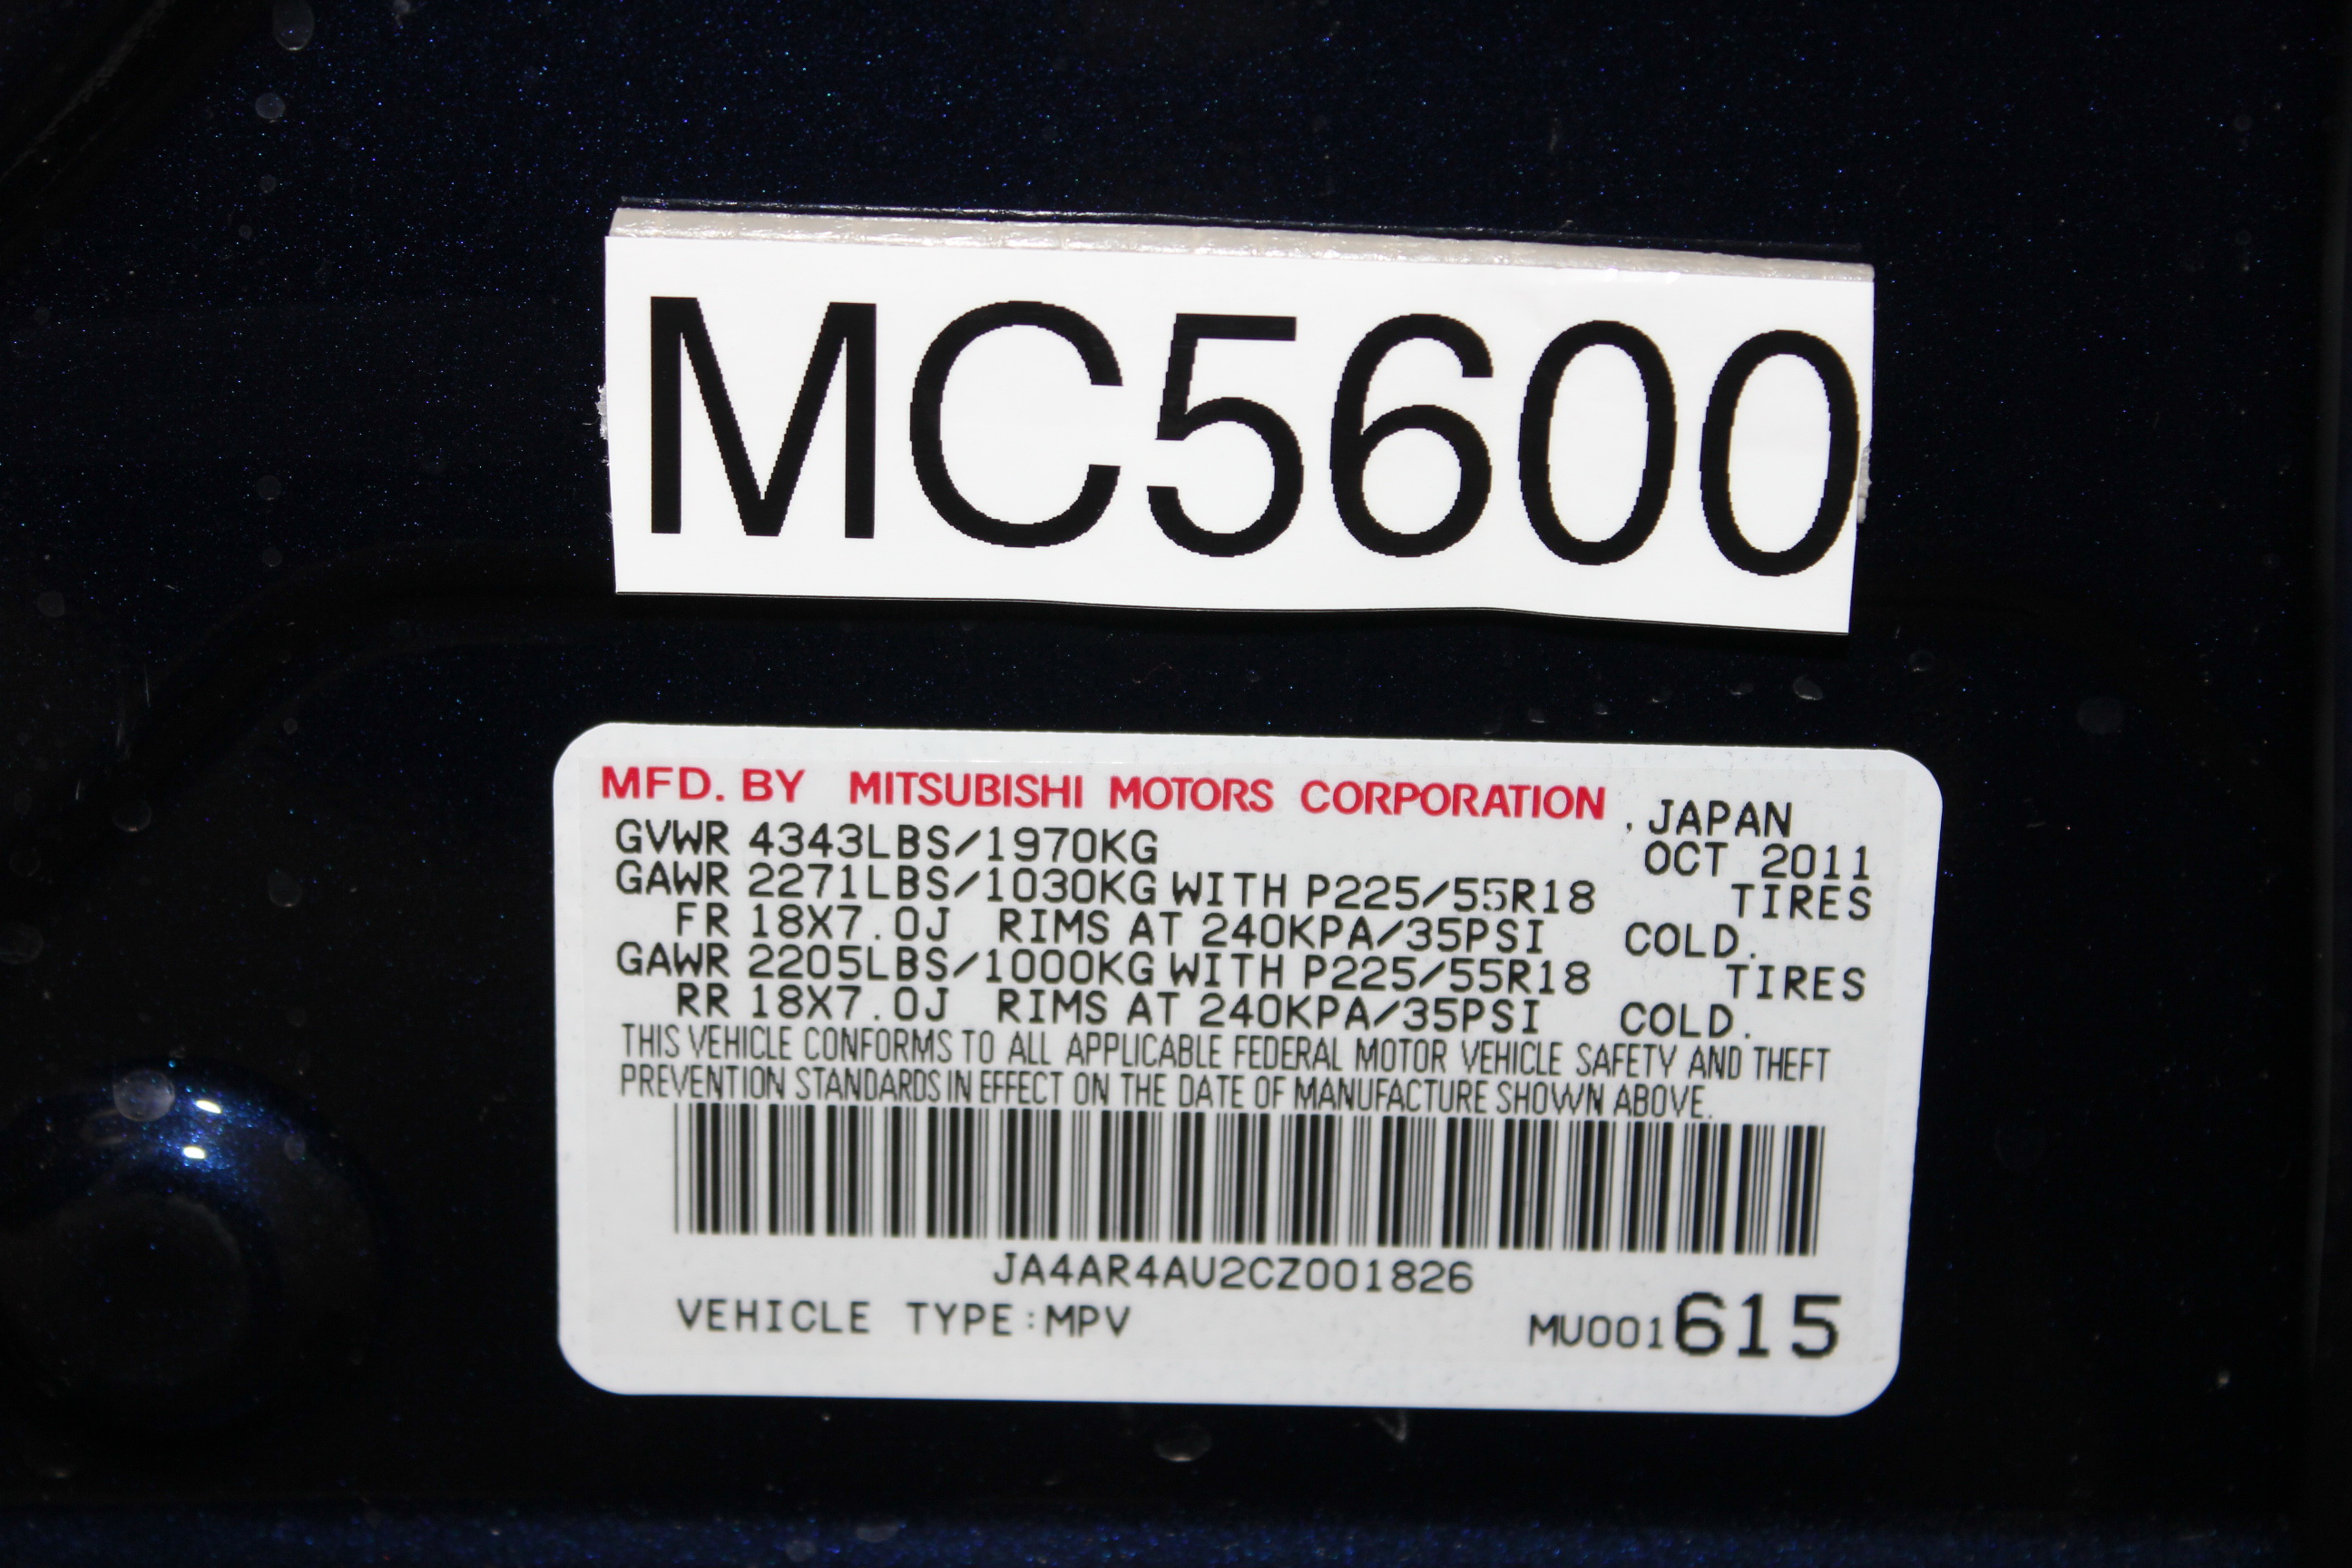 MC5600
MFD. BY MITSUBISHI MOTORS CORPORATION , JAPAN
GVWR 4343LBS/1970KG OCT 2011
GAWR 2271LBS/1030KG WITH P225/55R18 TIRES
FR 18X7.0J RIMS AT 240KPA/35PSI COLD.
GAWR 2205LBS/1000KG WITH P225/55R18 TIRES
RR 18X7.0J RIMS AT 240KPA/35PSI COLD.
THIS VEHICLE CONFORMS TO ALL APPLICABLE FEDERAL MOTOR VEHICLE SAFETY AND THEFT
PREVENTION STANDARDS IN EFFECT ON THE DATE OF MANUFACTURE SHOWN ABOVE.
JA4AR4AU2CZ001826
VEHICLE TYPE:MPV MU001615